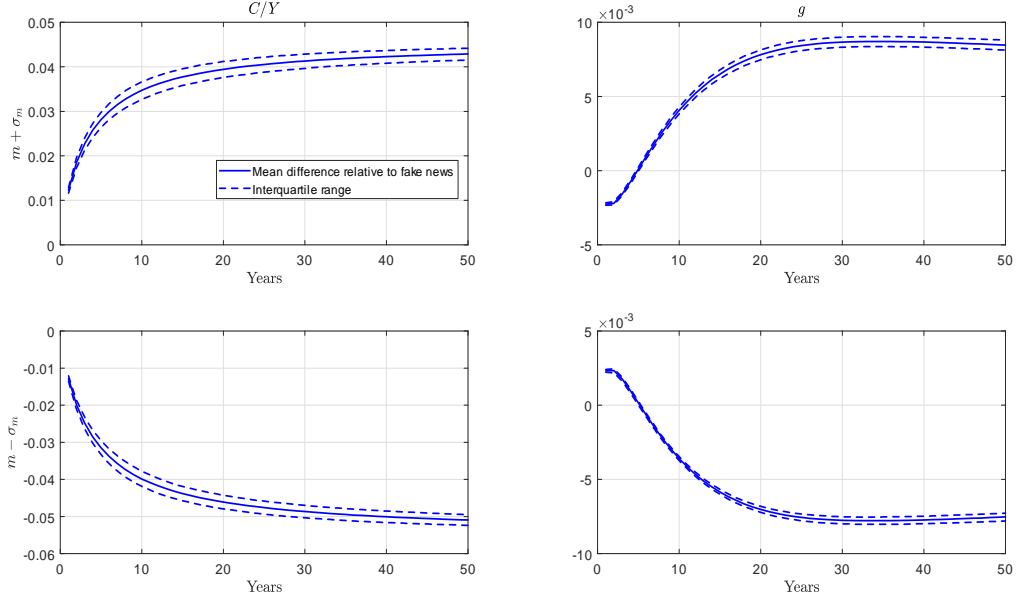 C/Y
0.05
0.04
0.03
0.02
0.01
0
m + σm
0 10 20 30 40 50
Years
Mean difference relative to fake news
Interquartile range
g
×10-3
10
5
0
-5
0 10 20 30 40 50
Years
0
-0.01
-0.02
-0.03
-0.04
-0.05
-0.06
m − σm
0 10 20 30 40 50
Years
×10-3
5
0
-5
-10
0 10 20 30 40 50
Years